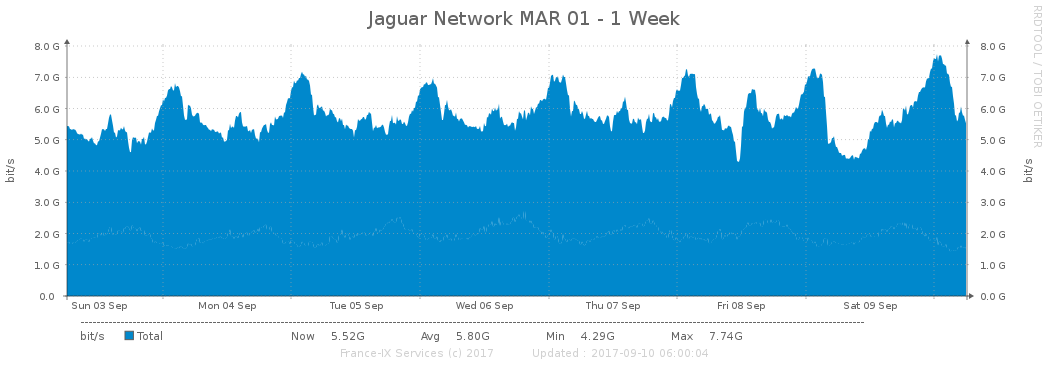 Jaguar Network MAR 01 - 1 Week
RRDTOOL / TOBI OETIKER
bit/s
8.0 G 8.0 G
7.0 G 7.0 G
6.0 G 6.0 G
5.0 G 5.0 G
4.0 G 4.0 G
3.0 G 3.0 G
2.0 G 2.0 G
1.0 G 1.0 G
0.0 0.0 G
bit/s
Sun 03 Sep Mon 04 Sep Tue 05 Sep Wed 06 Sep Thu 07 Sep Fri 08 Sep Sat 09 Sep
bit/s Total Now 5.52G Avg 5.80G Min 4.29G Max 7.74G
France-IX Services (c) 2017 Updated : 2017-09-10 06:00:04